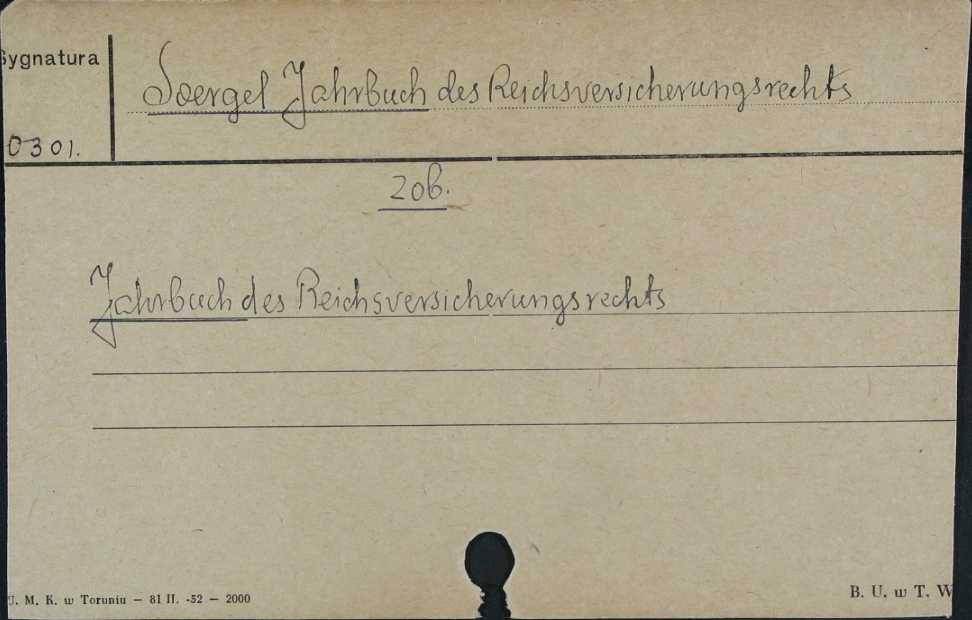 Sygnatura
Soergel Jahrbuch des Reichsversicherungsrechts
0301.
zob.
Jahrbuch des Reichsversicherungsrechts
U. M. K. w Toruniu — 81 II. -52 — 2000
B. U. w T. W